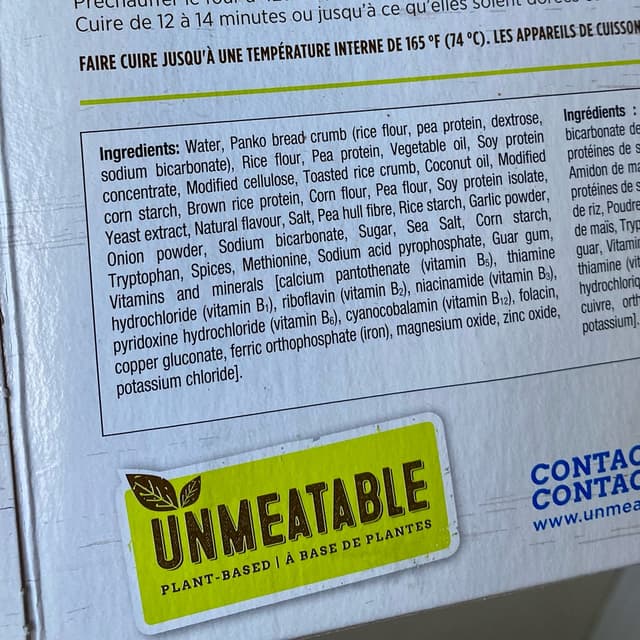 Préchauffer le four à
Cuire de 12 à 14 minutes ou jusqu'à ce qu'elles soient dorées
FAIRE CUIRE JUSQU'À UNE TEMPÉRATURE INTERNE DE 165 °F (74 °C). LES APPAREILS DE CUISSON
Ingredients: Water, Panko bread crumb (rice flour, pea protein, dextrose,
sodium bicarbonate), Rice flour, Pea protein, Vegetable oil, Soy protein
concentrate, Modified cellulose, Toasted rice crumb, Coconut oil, Modified
corn starch, Brown rice protein, Corn flour, Pea flour, Soy protein isolate,
Yeast extract, Natural flavour, Salt, Pea hull fibre, Rice starch, Garlic powder,
Onion powder, Sodium bicarbonate, Sugar, Sea Salt, Corn starch,
Tryptophan, Spices, Methionine, Sodium acid pyrophosphate, Guar gum,
Vitamins and minerals [calcium pantothenate (vitamin B5), thiamine
hydrochloride (vitamin B1), riboflavin (vitamin B2), niacinamide (vitamin B3),
pyridoxine hydrochloride (vitamin B6), cyanocobalamin (vitamin B12), folacin,
copper gluconate, ferric orthophosphate (iron), magnesium oxide, zinc oxide,
potassium chloride].
Ingrédients :
bicarbonate de
protéines de s
Amidon de ma
protéines de s
de riz, Poudre
de maïs, Tryp
guar, Vitami
thiamine (vit
hydrochloriq
cuivre, ort
potassium].
UNMEATABLE
PLANT-BASED | À BASE DE PLANTES
CONTAC
CONTAC
www.unmea